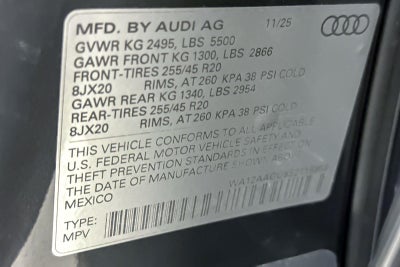 MFD. BY AUDI AG 11/25
GVWR KG 2495, LBS 5500
GAWR FRONT KG 1300, LBS 2866
FRONT-TIRES 255/45 R20
8JX20 RIMS, AT 260 KPA 38 PSI COLD
GAWR REAR KG 1340, LBS 2954
REAR-TIRES 255/45 R20
8JX20 RIMS, AT 260 KPA 38 PSI COLD
THIS VEHICLE CONFORMS TO ALL APPLICABLE
U.S. FEDERAL MOTOR VEHICLE SAFETY AND
THEFT PREVENTION STANDARDS IN EFFECT ON
THE DATE OF MANUFACTURE SHOWN ABOVE
MEXICO
TYPE:
MPV